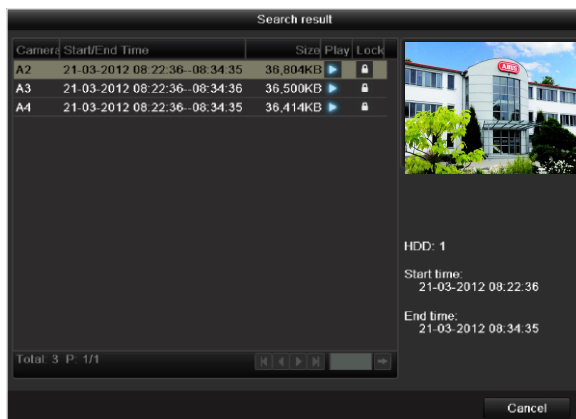 Search result
Camera Start/End Time Size Play Lock
A2 21-03-2012 08:22:36--08:34:35 36,804KB
A3 21-03-2012 08:22:36--08:34:36 36,500KB
A4 21-03-2012 08:22:36--08:34:35 36,414KB
Total: 3 P: 1/1
ABUS
HDD: 1
Start time:
21-03-2012 08:22:36
End time:
21-03-2012 08:34:35
Cancel